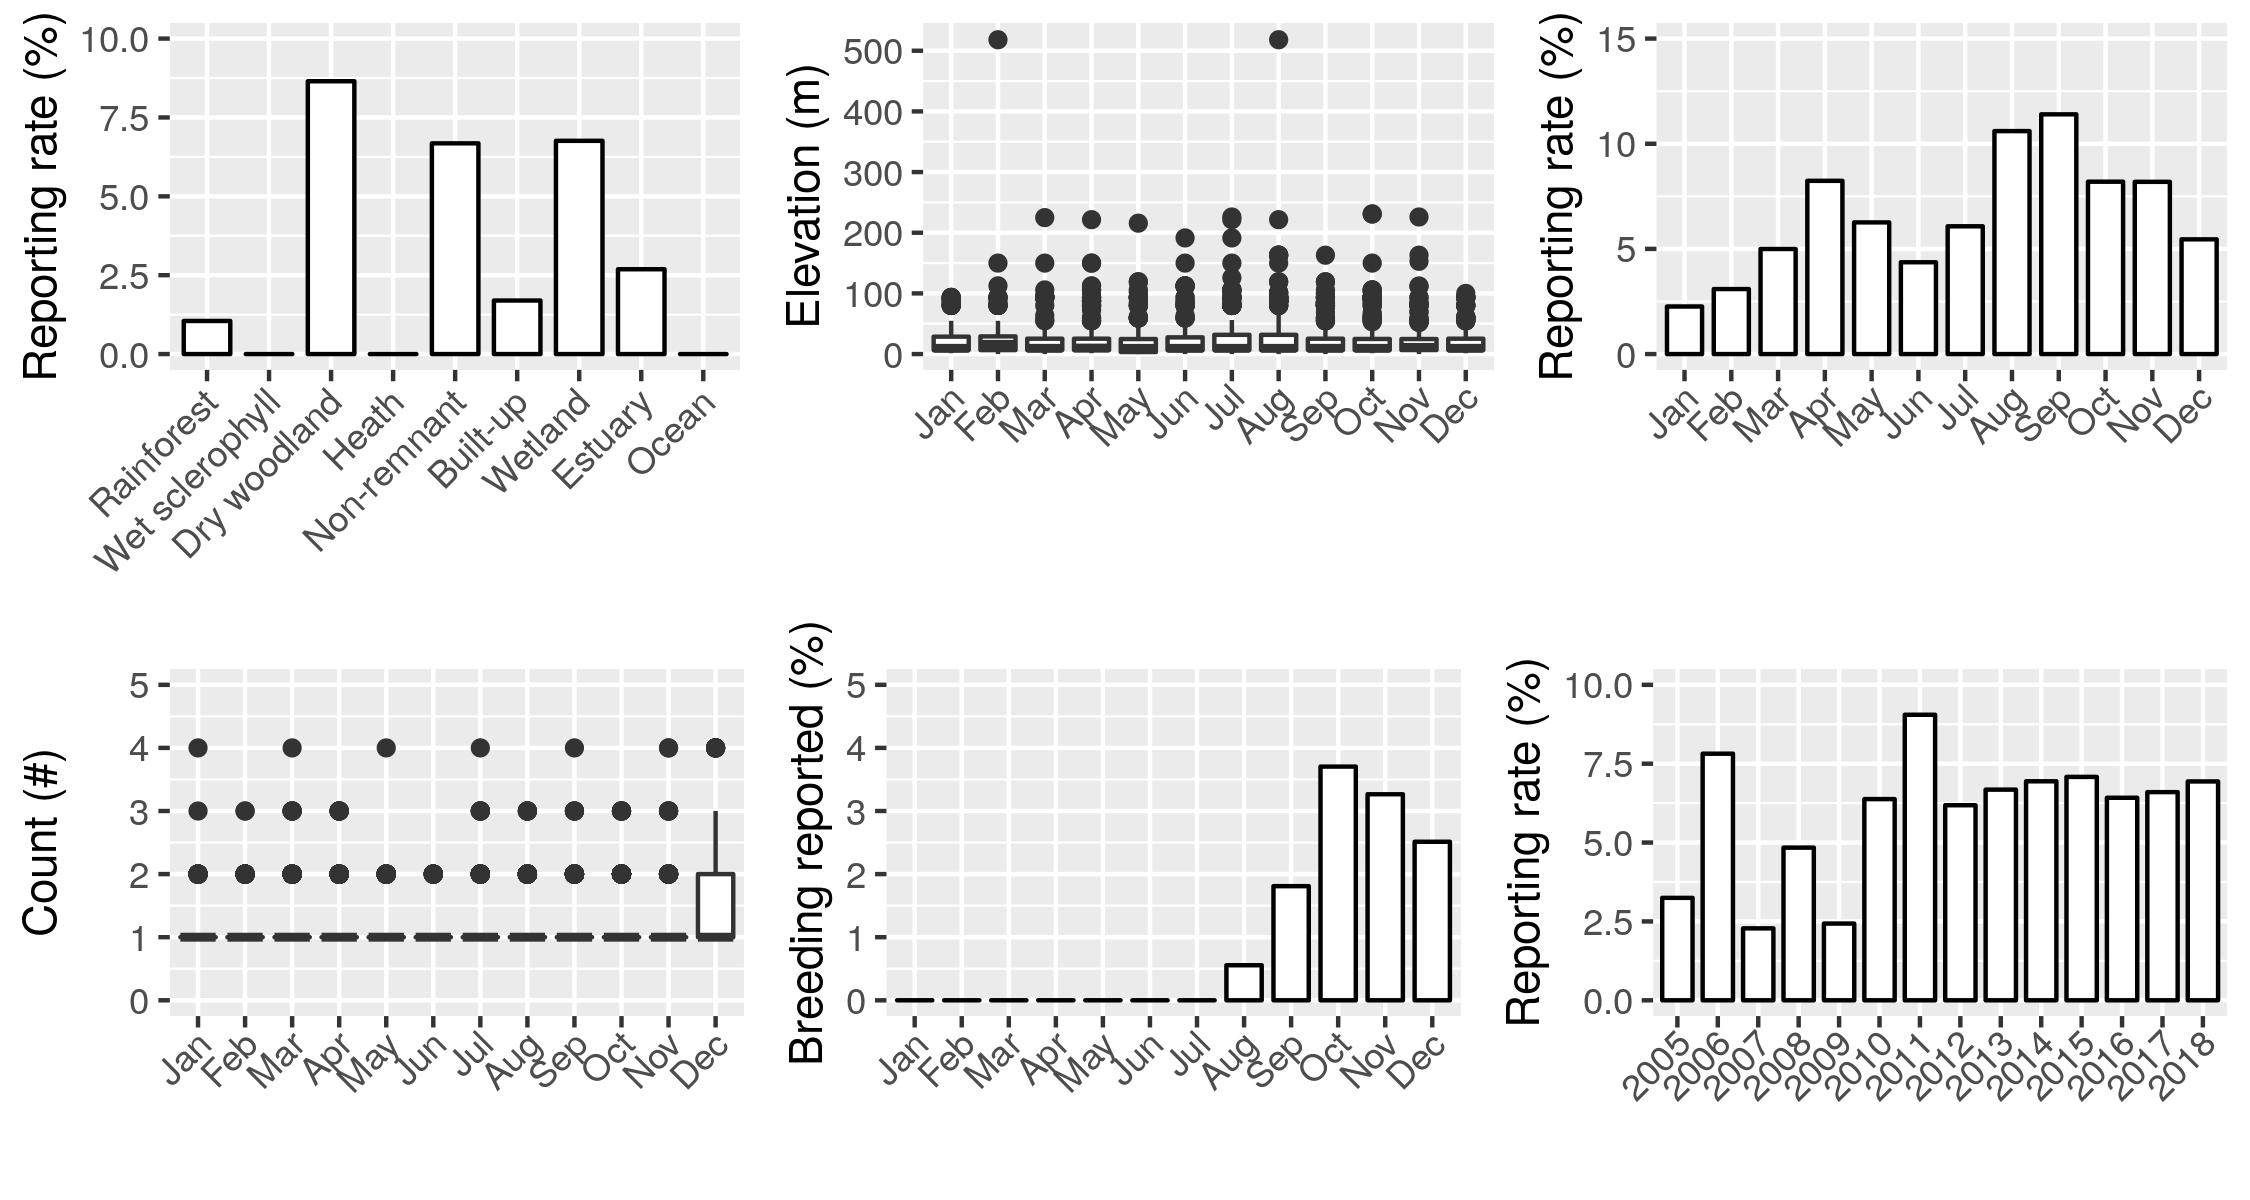 Reporting rate (%)
10.0
7.5
5.0
2.5
0.0
Rainforest
Wet sclerophyll
Dry woodland
Heath
Non-remnant
Built-up
Wetland
Estuary
Ocean
Elevation (m)
500
400
300
200
100
0
Jan
Feb
Mar
Apr
May
Jun
Jul
Aug
Sep
Oct
Nov
Dec
Reporting rate (%)
15
10
5
0
Jan
Feb
Mar
Apr
May
Jun
Jul
Aug
Sep
Oct
Nov
Dec
Count (#)
5
4
3
2
1
0
Jan
Feb
Mar
Apr
May
Jun
Jul
Aug
Sep
Oct
Nov
Dec
Breeding reported (%)
5
4
3
2
1
0
Jan
Feb
Mar
Apr
May
Jun
Jul
Aug
Sep
Oct
Nov
Dec
Reporting rate (%)
10.0
7.5
5.0
2.5
0.0
2005
2006
2007
2008
2009
2010
2011
2012
2013
2014
2015
2016
2017
2018